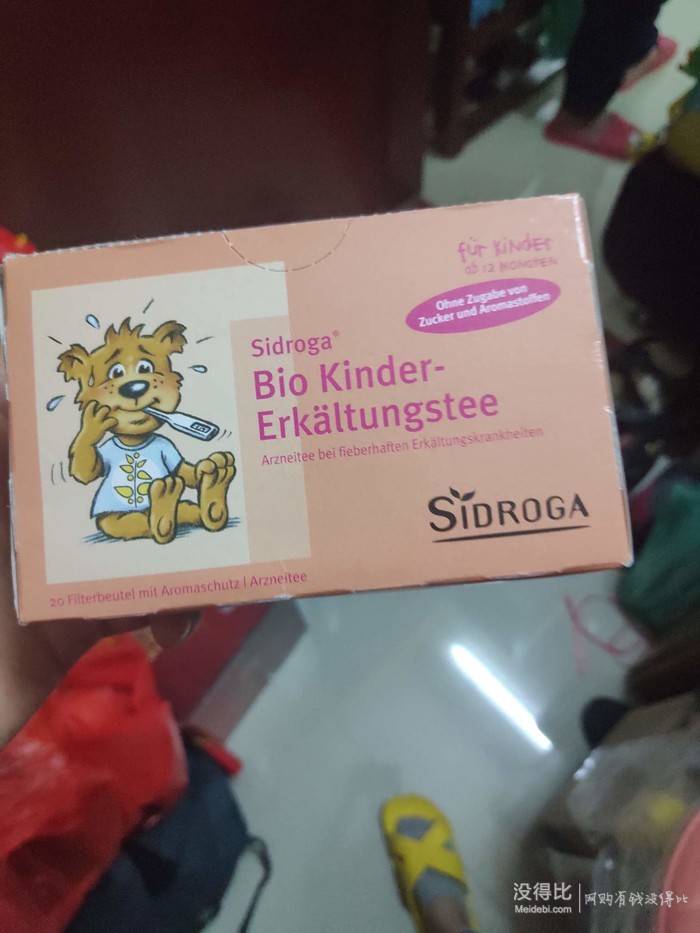 für Kinder
ab 12 Monaten
Ohne Zugabe von
Zucker und Aromastoffen
Sidroga®
Bio Kinder-
Erkältungstee
Arzneitee bei fieberhaften Erkältungskrankheiten
SIDROGA
20 Filterbeutel mit Aromaschutz | Arzneitee
没得比
Meidebi.com
网购有钱没得比